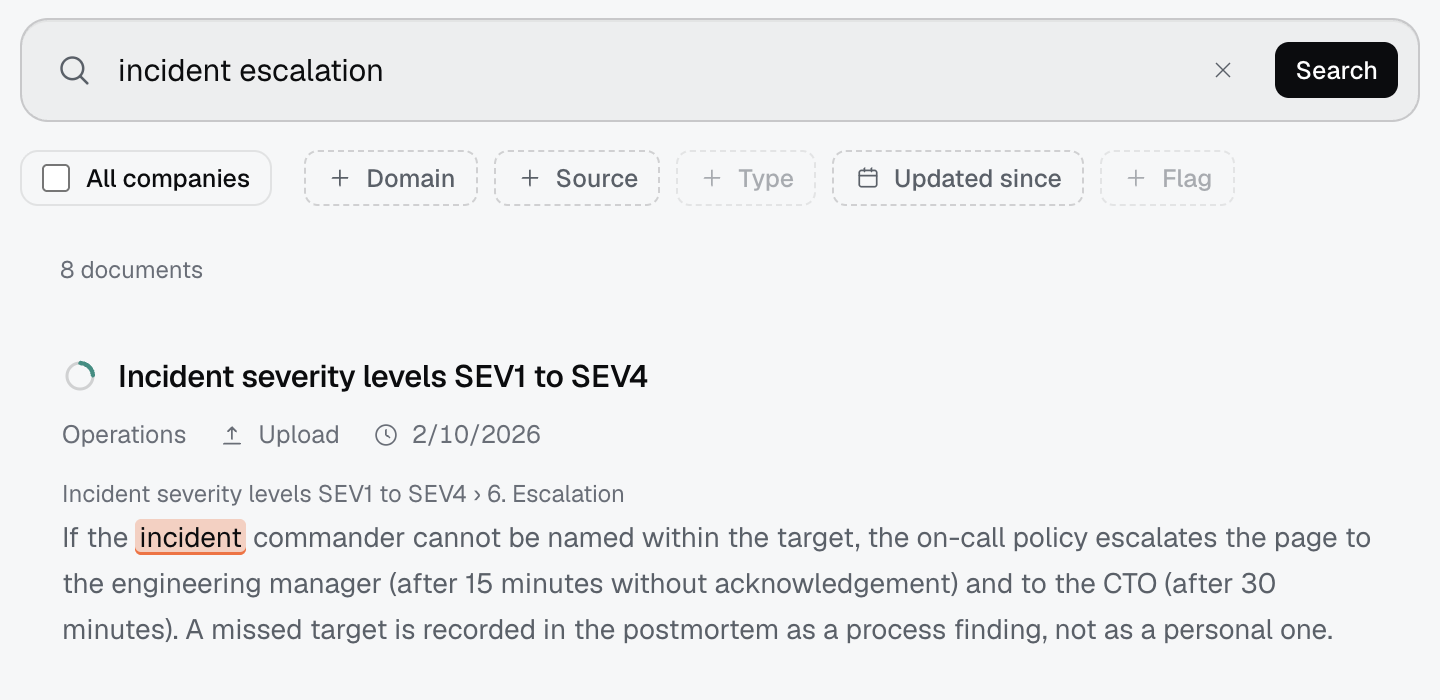 incident escalation
Search
All companies
Domain
Source
Type
Updated since
Flag
8 documents
Incident severity levels SEV1 to SEV4
Operations Upload 2/10/2026
Incident severity levels SEV1 to SEV4 › 6. Escalation
If the incident commander cannot be named within the target, the on-call policy escalates the page to
the engineering manager (after 15 minutes without acknowledgement) and to the CTO (after 30
minutes). A missed target is recorded in the postmortem as a process finding, not as a personal one.